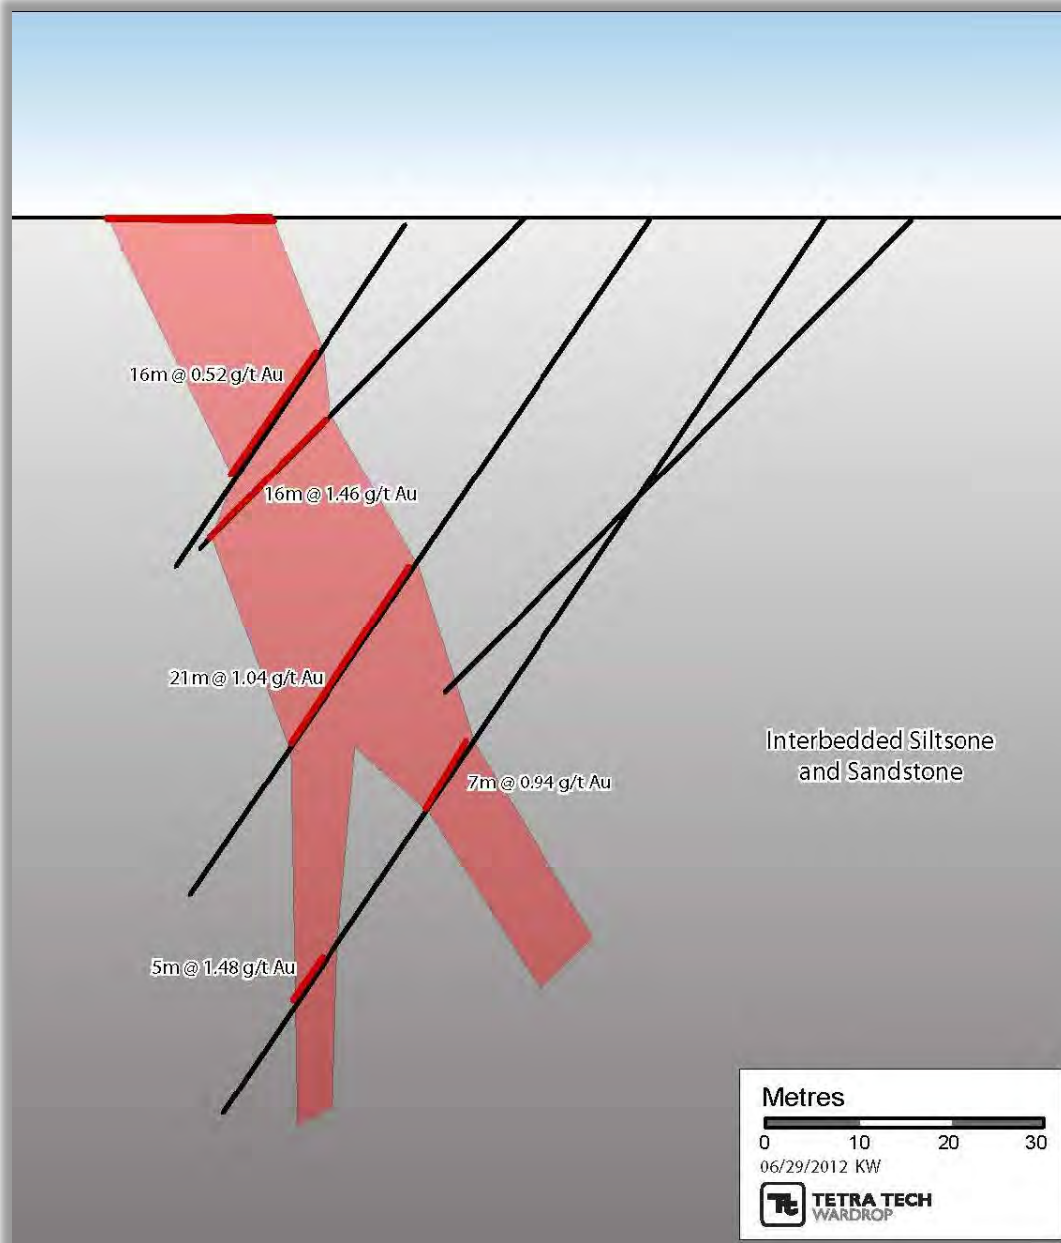 16m @ 0.52 g/t Au
16m @ 1.46 g/t Au
21m @ 1.04 g/t Au
Interbedded Siltsone
and Sandstone
7m @ 0.94 g/t Au
5m @ 1.48 g/t Au
Metres
0 10 20 30
06/29/2012 KW
Tt TETRA TECH
WARDROP